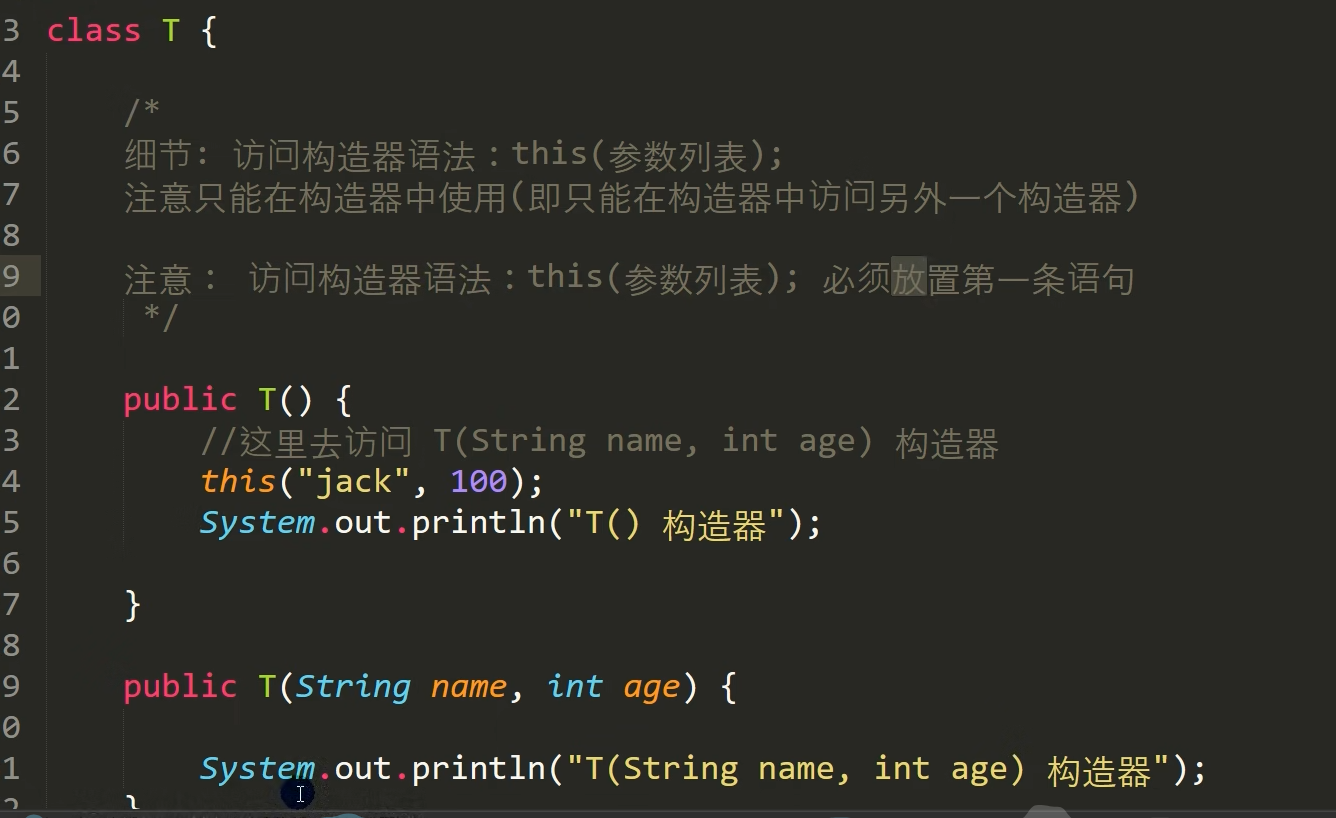 3 class T {
4
5 /*
6 细节: 访问构造器语法：this(参数列表);
7 注意只能在构造器中使用(即只能在构造器中访问另外一个构造器)
8
9 注意： 访问构造器语法：this(参数列表); 必须放置第一条语句
0 */
1
2 public T() {
3 //这里去访问 T(String name, int age) 构造器
4 this("jack", 100);
5 System.out.println("T() 构造器");
6
7 }
8
9 public T(String name, int age) {
0
1 System.out.println("T(String name, int age) 构造器");
2 }